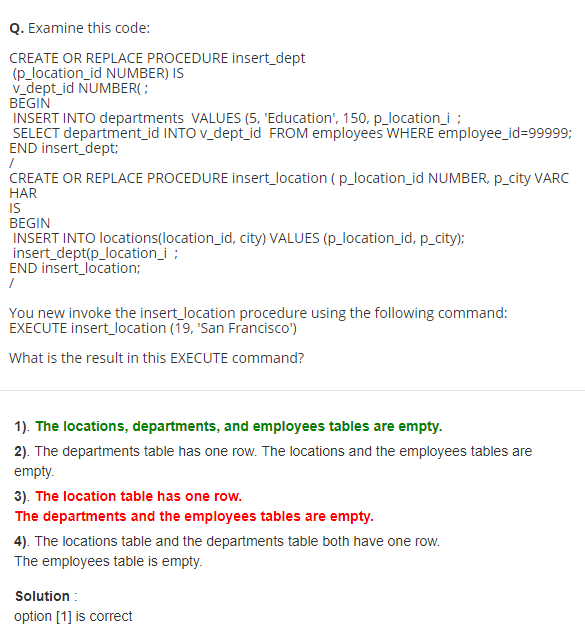 Q. Examine this code:
CREATE OR REPLACE PROCEDURE insert_dept
(p_location_id NUMBER) IS
v_dept_id NUMBER( ;
BEGIN
INSERT INTO departments VALUES (5, 'Education', 150, p_location_i ;
SELECT department_id INTO v_dept_id FROM employees WHERE employee_id=99999;
END insert_dept;
/
CREATE OR REPLACE PROCEDURE insert_location ( p_location_id NUMBER, p_city VARC
HAR
IS
BEGIN
INSERT INTO locations(location_id, city) VALUES (p_location_id, p_city);
insert_dept(p_location_i ;
END insert_location;
/
You new invoke the insert_location procedure using the following command:
EXECUTE insert_location (19, 'San Francisco')
What is the result in this EXECUTE command?
1). The locations, departments, and employees tables are empty.
2). The departments table has one row. The locations and the employees tables are
empty.
3). The location table has one row.
The departments and the employees tables are empty.
4). The locations table and the departments table both have one row.
The employees table is empty.
Solution :
option [1] is correct